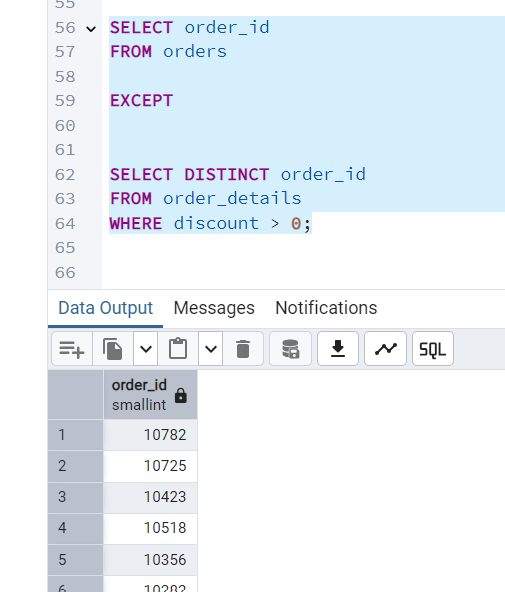 55
56 SELECT order_id
57 FROM orders
58
59 EXCEPT
60
61
62 SELECT DISTINCT order_id
63 FROM order_details
64 WHERE discount > 0;
65
66
Data Output Messages Notifications
SQL
order_id
smallint
1 10782
2 10725
3 10423
4 10518
5 10356
6 10282